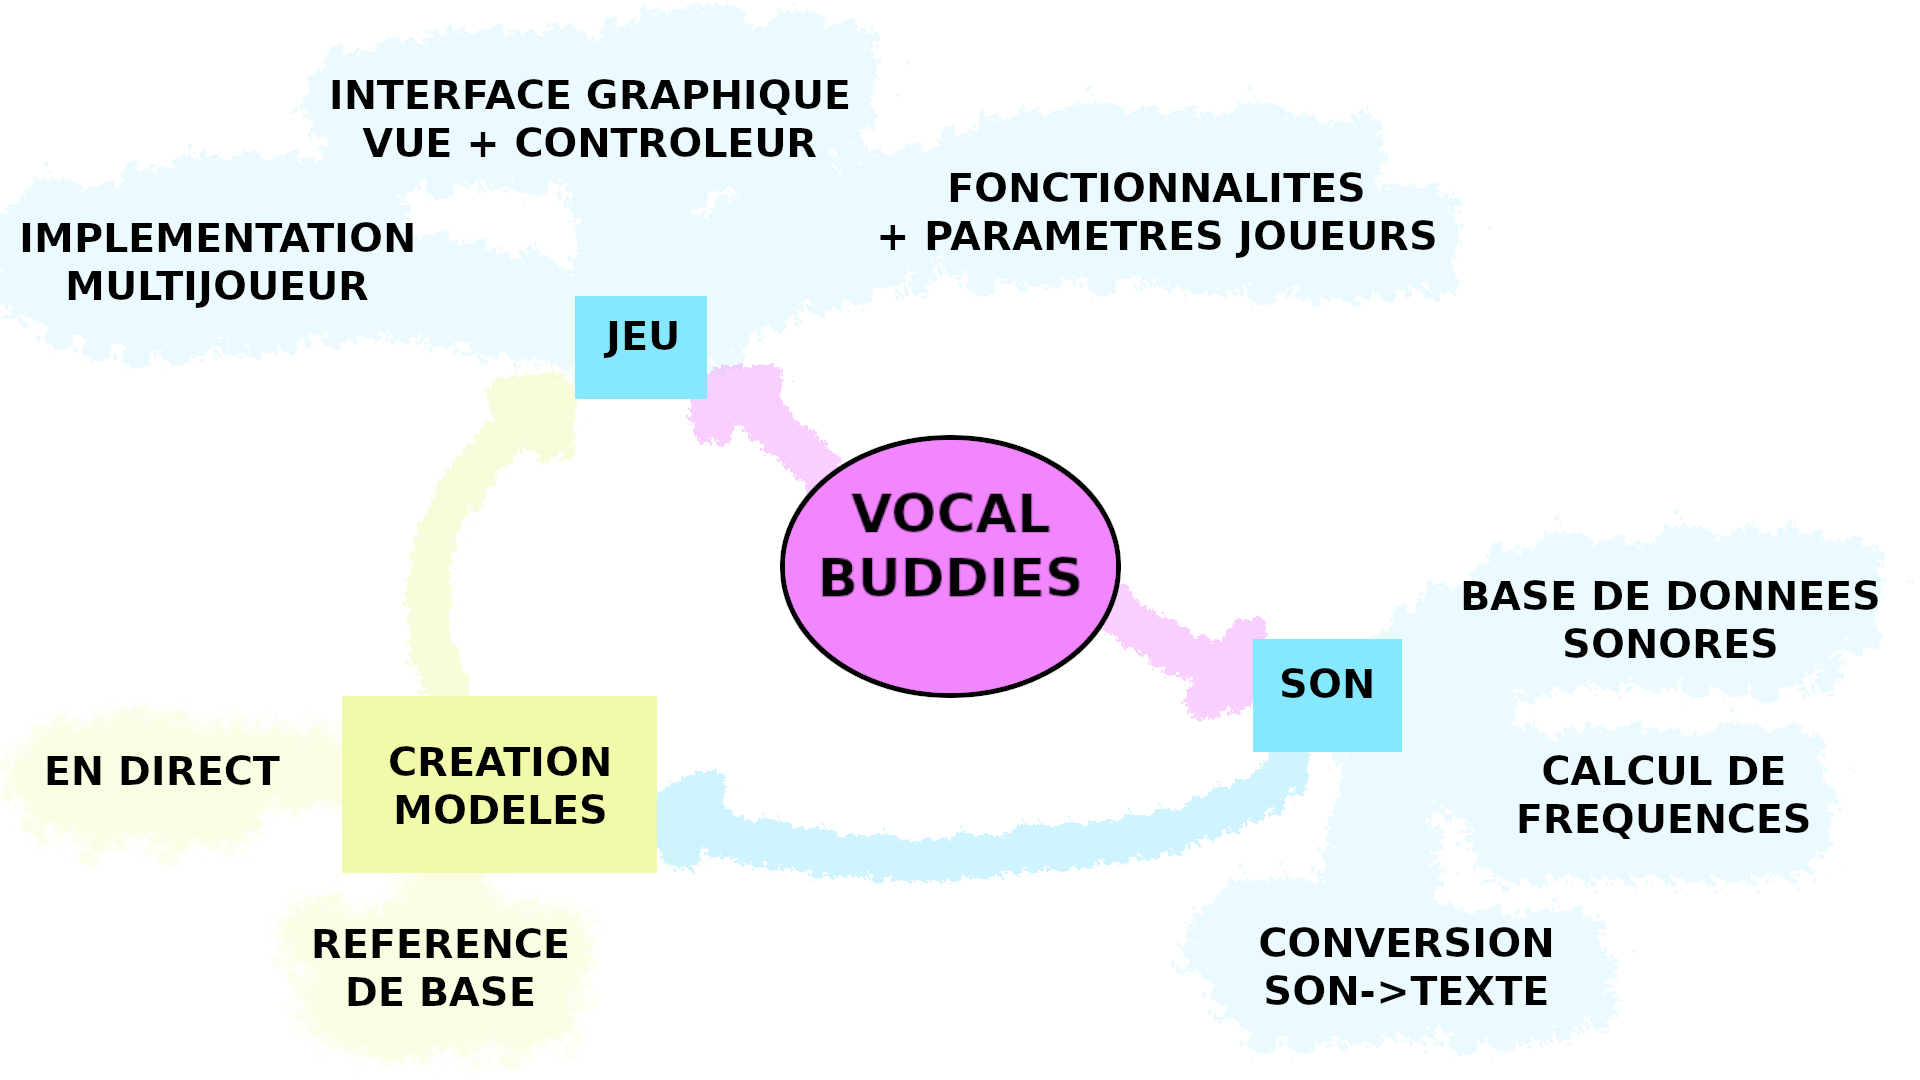 INTERFACE GRAPHIQUE
VUE + CONTROLEUR
FONCTIONNALITES
+ PARAMETRES JOUEURS
IMPLEMENTATION
MULTIJOUEUR
JEU
VOCAL
BUDDIES
BASE DE DONNEES
SONORES
SON
CALCUL DE
FREQUENCES
CONVERSION
SON->TEXTE
CREATION
MODELES
EN DIRECT
REFERENCE
DE BASE